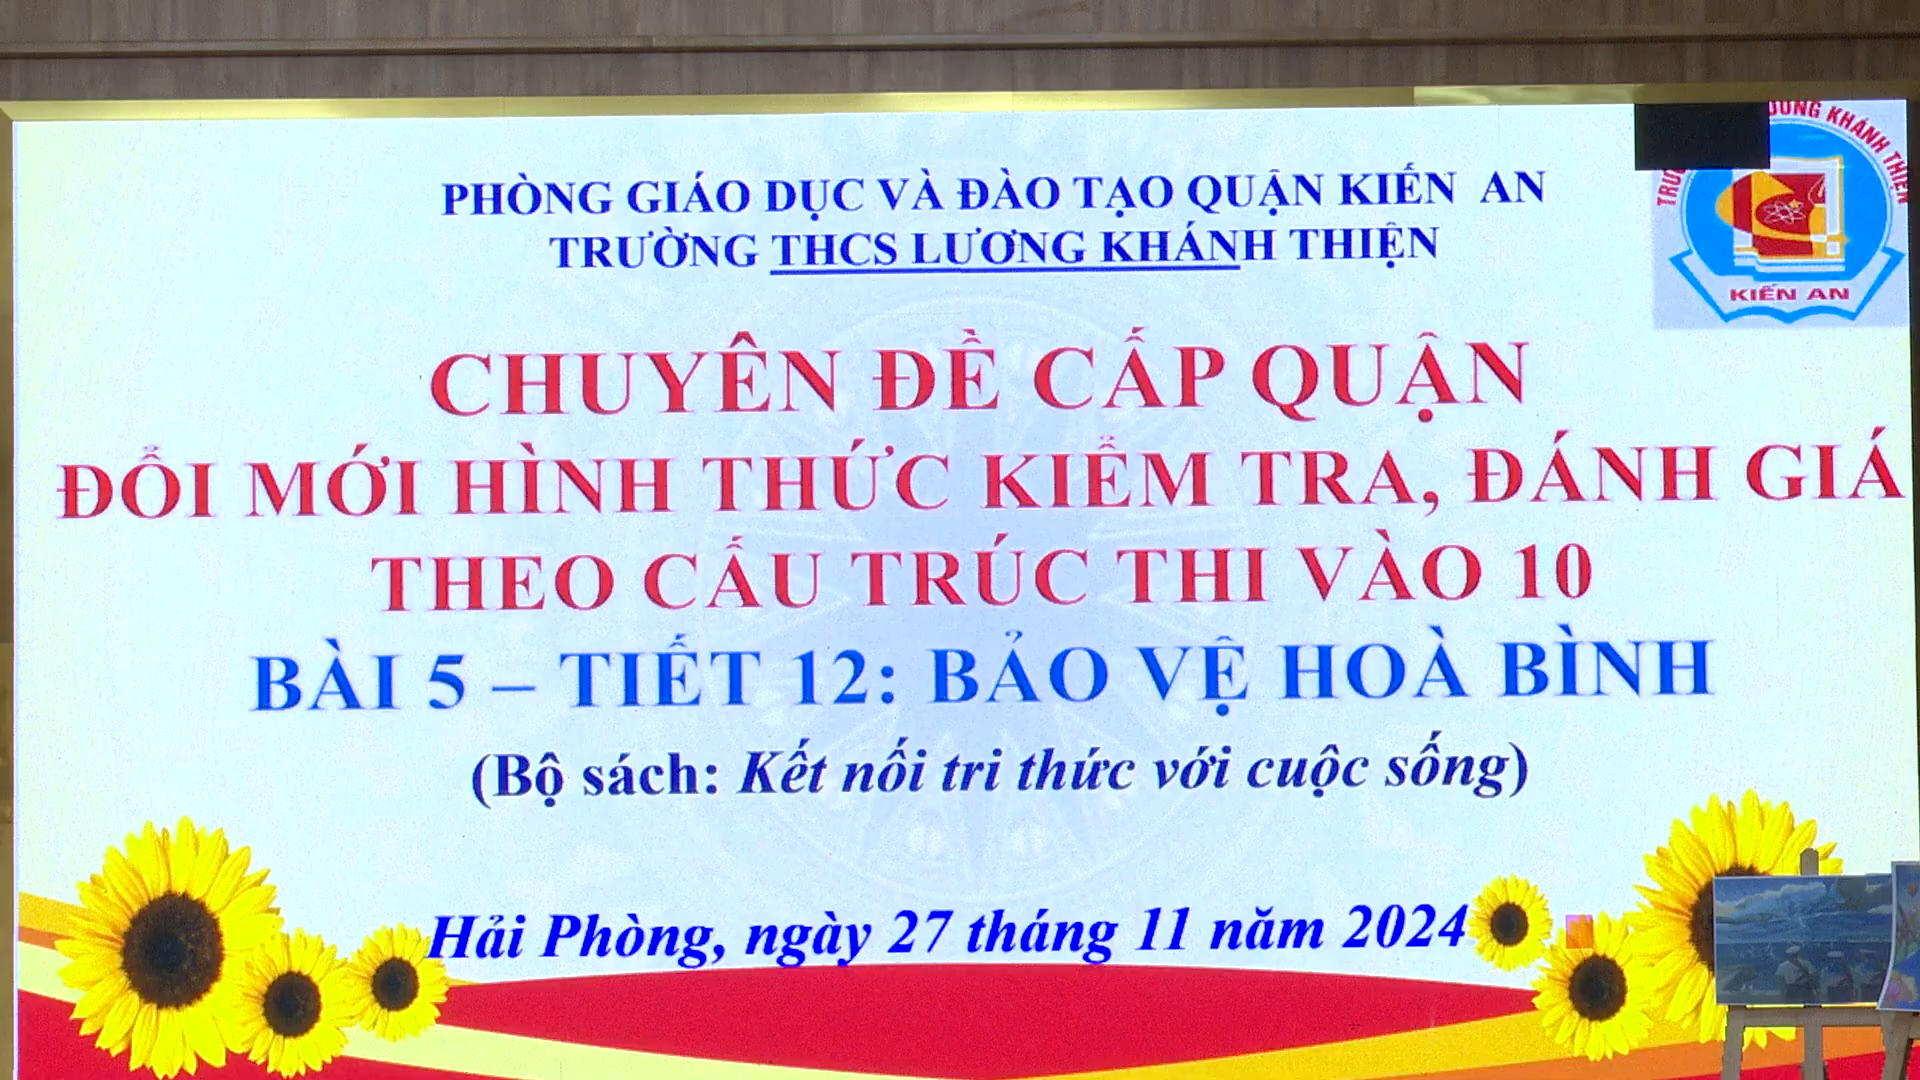 PHÒNG GIÁO DỤC VÀ ĐÀO TẠO QUẬN KIẾN AN
TRƯỜNG THCS LƯƠNG KHÁNH THIỆN
KHÁNH THIỆN
KIẾN AN
CHUYÊN ĐỀ CẤP QUẬN
ĐỔI MỚI HÌNH THỨC KIỂM TRA, ĐÁNH GIÁ
THEO CẤU TRÚC THI VÀO 10
BÀI 5 – TIẾT 12: BẢO VỆ HOÀ BÌNH
(Bộ sách: Kết nối tri thức với cuộc sống)
Hải Phòng, ngày 27 tháng 11 năm 2024